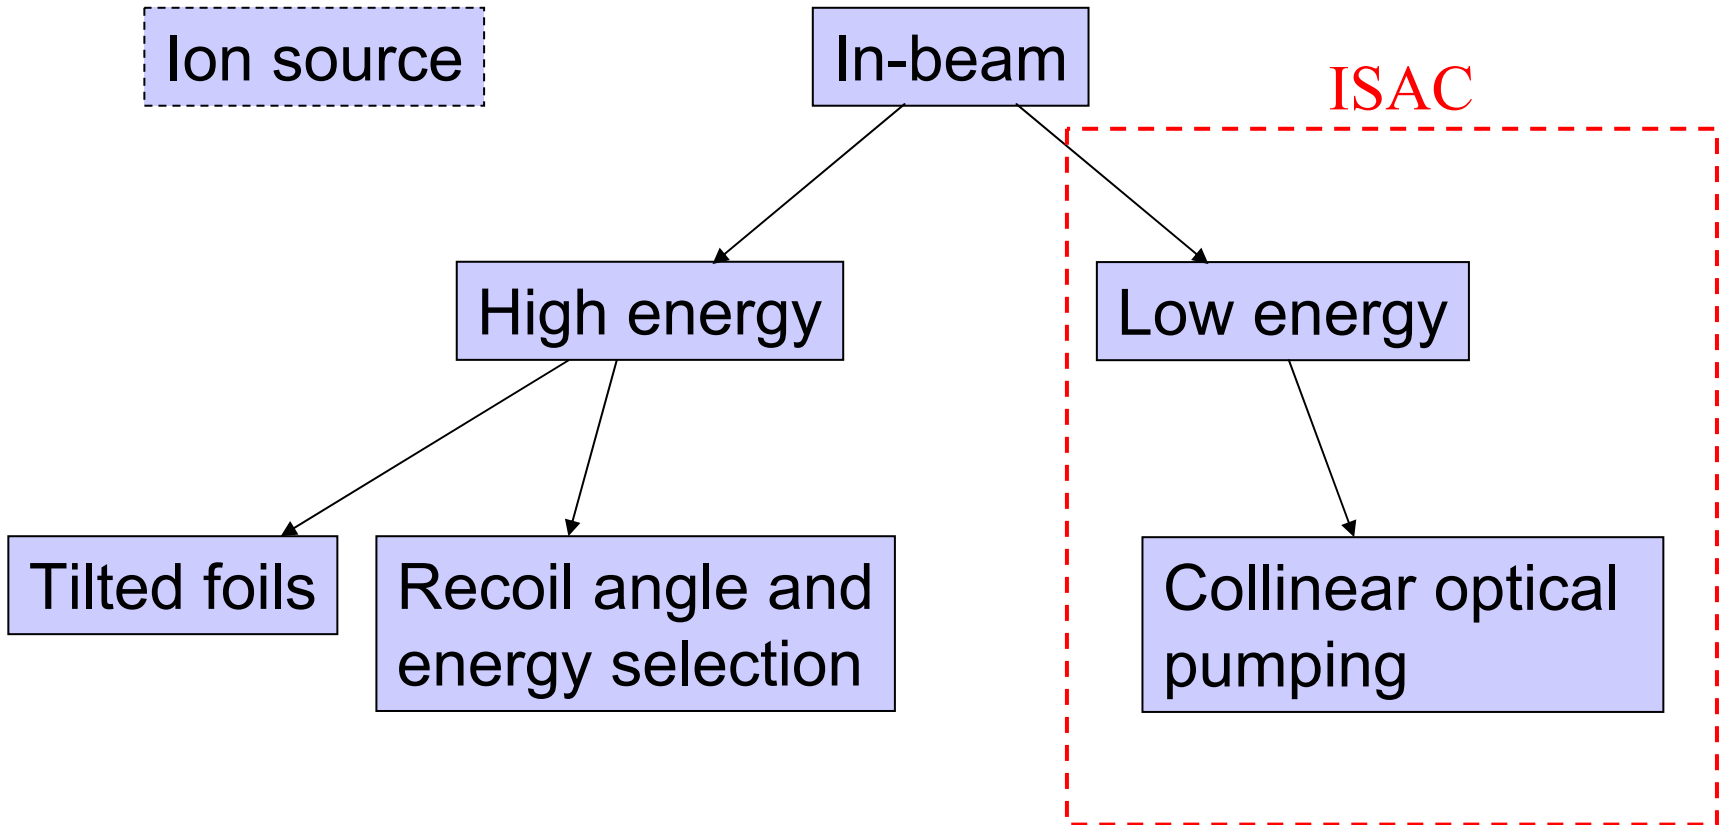 Ion source
In-beam
ISAC
High energy
Low energy
Tilted foils
Recoil angle and
energy selection
Collinear optical
pumping